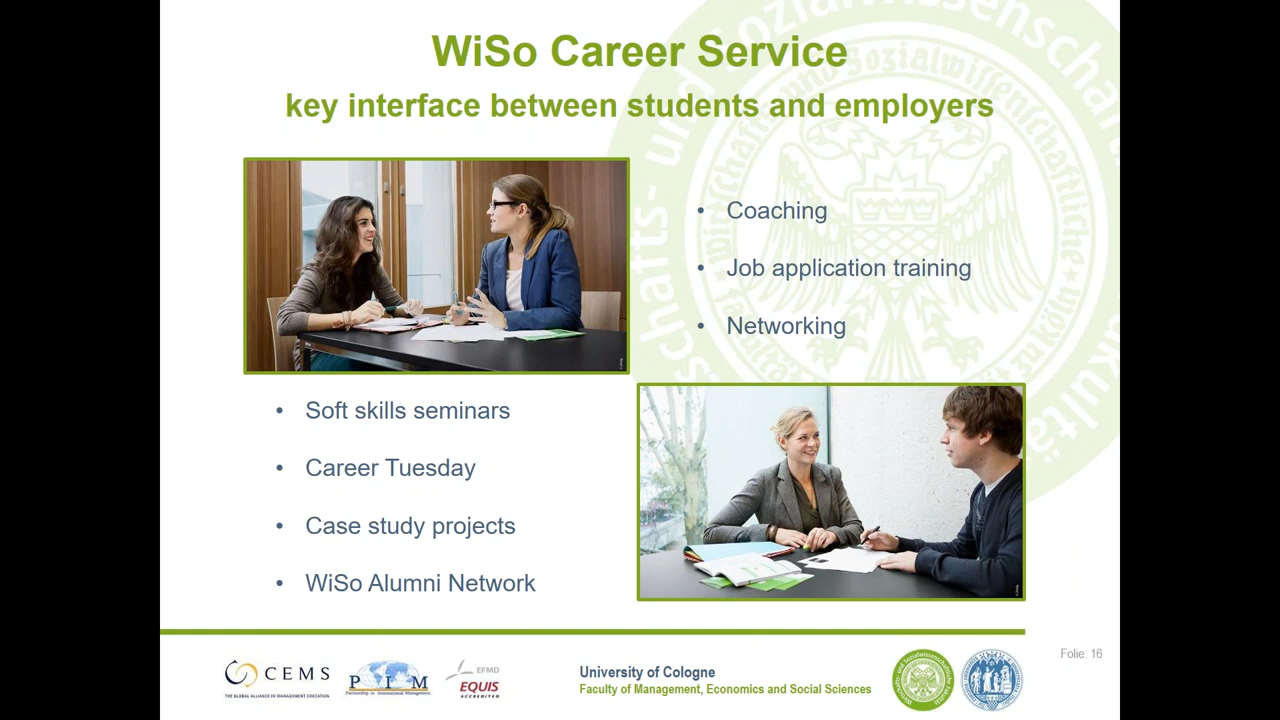 WiSo Career Service
key interface between students and employers
• Coaching
• Job application training
• Networking
• Soft skills seminars
• Career Tuesday
• Case study projects
• WiSo Alumni Network
Folie: 16
CEMS
THE GLOBAL ALLIANCE IN MANAGEMENT EDUCATION
PIM
Partnership in International Management
EFMD
EQUIS
ACCREDITED
University of Cologne
Faculty of Management, Economics and Social Sciences